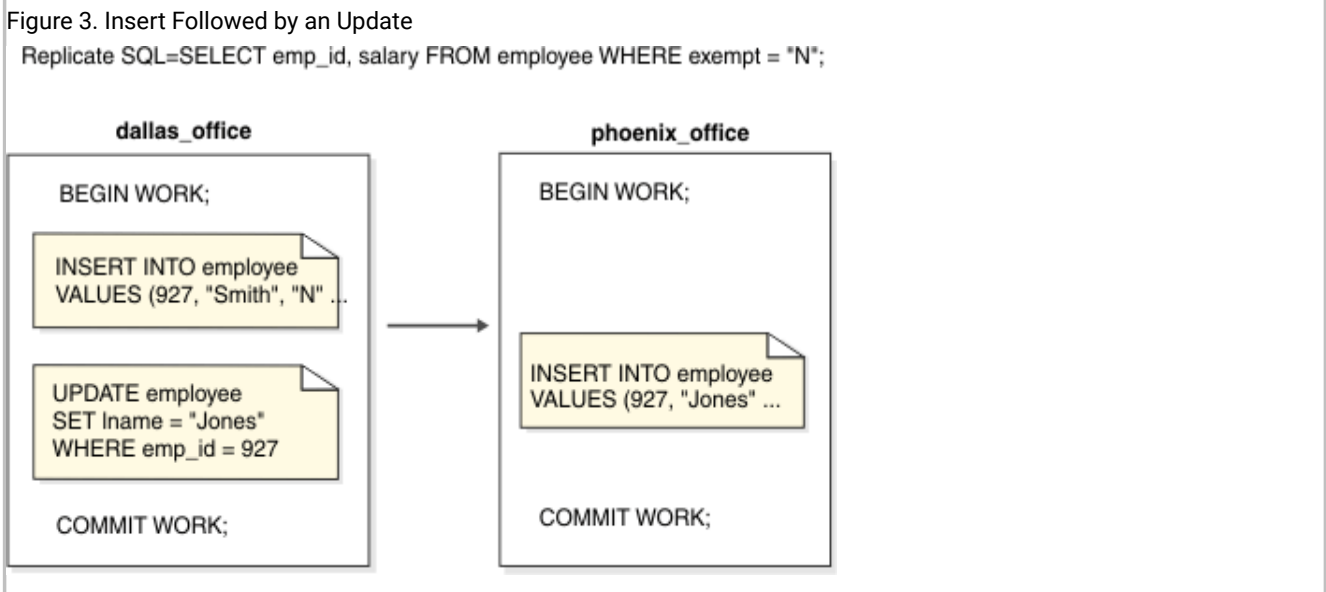 Figure 3. Insert Followed by an Update
Replicate SQL=SELECT emp_id, salary FROM employee WHERE exempt = "N";
dallas_office
BEGIN WORK;
INSERT INTO employee
VALUES (927, "Smith", "N" ...
UPDATE employee
SET lname = "Jones"
WHERE emp_id = 927
COMMIT WORK;
phoenix_office
BEGIN WORK;
INSERT INTO employee
VALUES (927, "Jones" ...
COMMIT WORK;